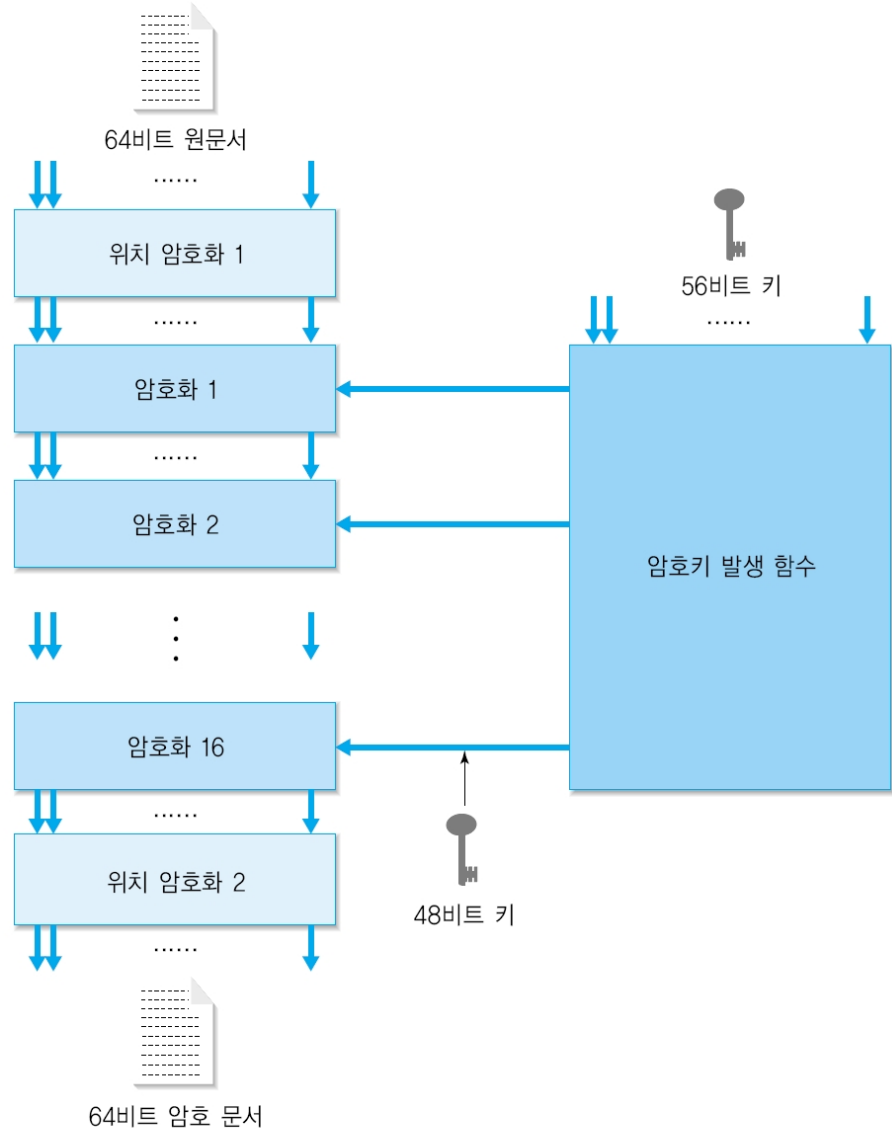 64비트 원문서
......
위치 암호화 1
56비트 키
......
......
암호화 1
......
암호화 2
암호키 발생 함수
암호화 16
......
위치 암호화 2
48비트 키
......
64비트 암호 문서